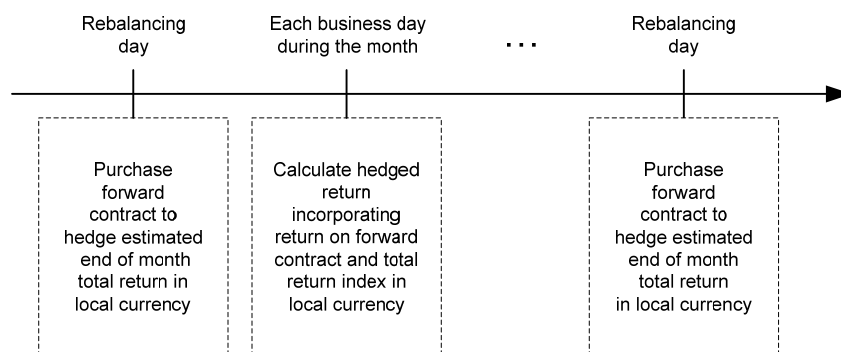 Rebalancing
day
Each business day
during the month
...
Rebalancing
day
Purchase
forward
contract to
hedge estimated
end of month
total return in
local currency
Calculate hedged
return
incorporating
return on forward
contract and total
return index in
local currency
Purchase
forward
contract to
hedge estimated
end of month
total return
in local currency